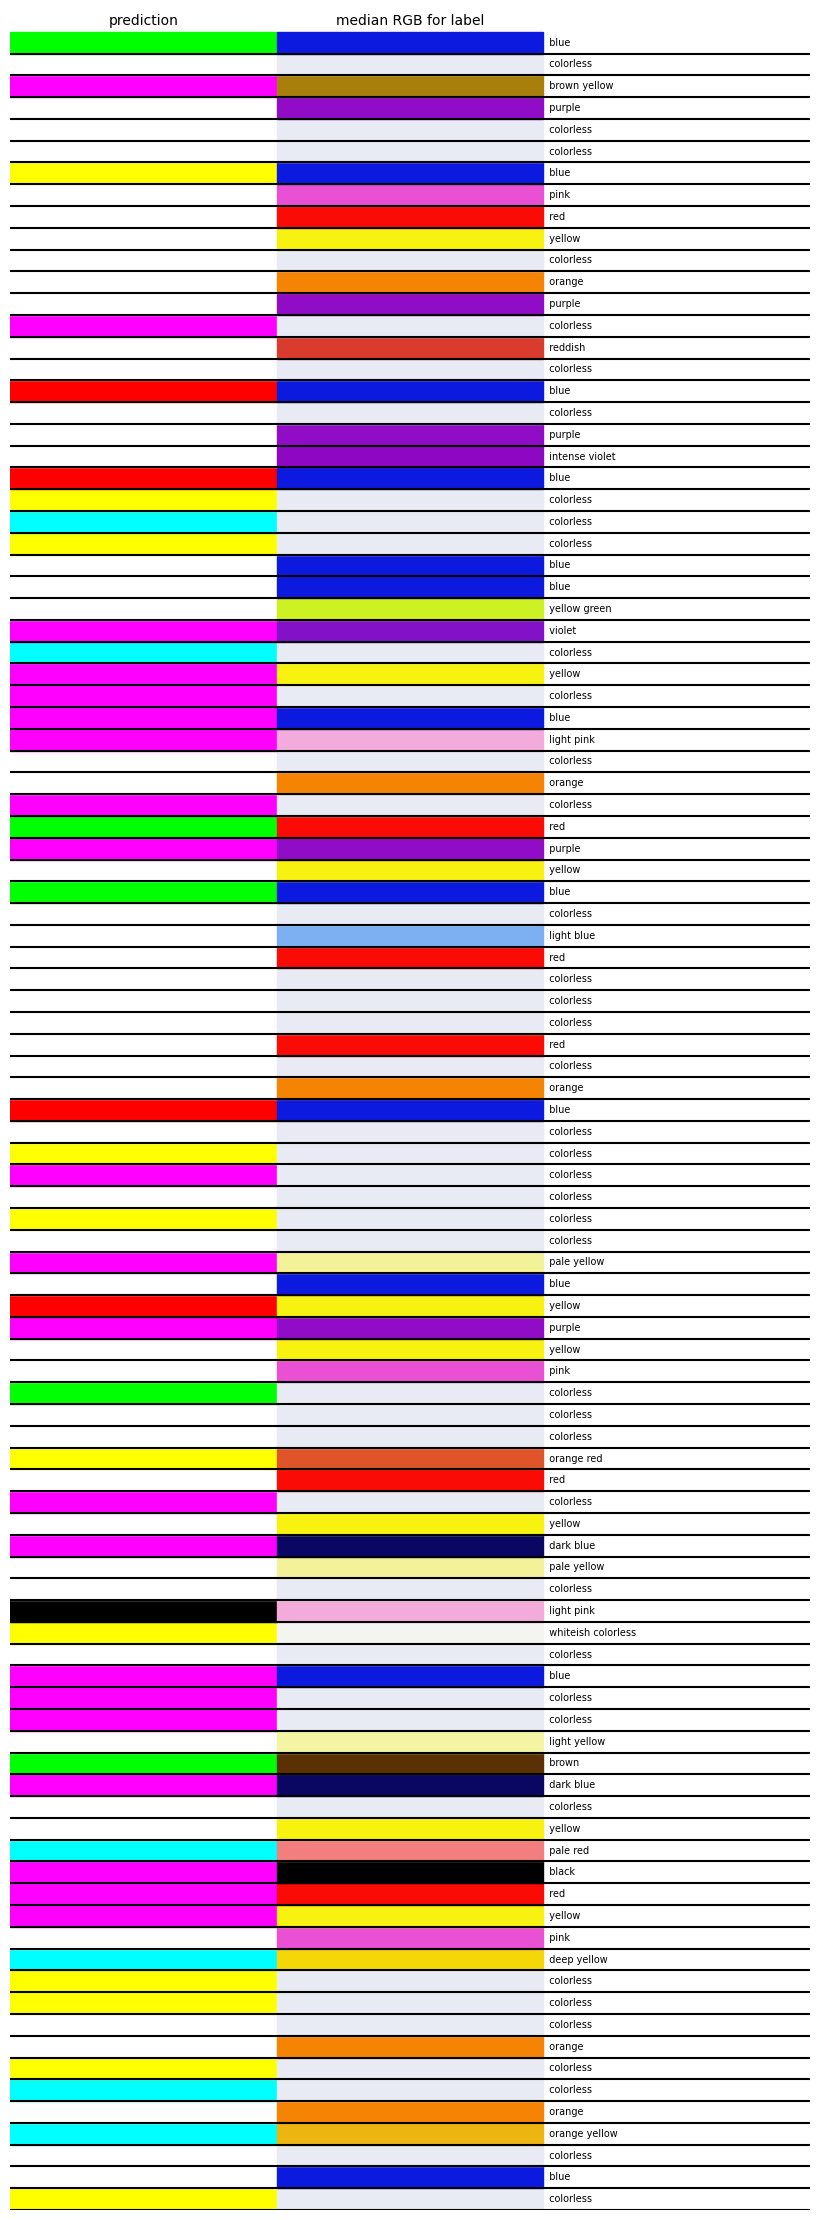 prediction median RGB for label
blue
colorless
brown yellow
purple
colorless
colorless
blue
pink
red
yellow
colorless
orange
purple
colorless
reddish
colorless
blue
colorless
purple
intense violet
blue
colorless
colorless
colorless
blue
blue
yellow green
violet
colorless
yellow
colorless
blue
light pink
colorless
orange
colorless
red
purple
yellow
blue
colorless
light blue
red
colorless
colorless
colorless
red
colorless
orange
blue
colorless
colorless
colorless
colorless
colorless
colorless
pale yellow
blue
yellow
purple
yellow
pink
colorless
colorless
colorless
orange red
red
colorless
yellow
dark blue
pale yellow
colorless
light pink
whiteish colorless
colorless
blue
colorless
colorless
light yellow
brown
dark blue
colorless
yellow
pale red
black
red
yellow
pink
deep yellow
colorless
colorless
colorless
orange
colorless
colorless
orange
orange yellow
colorless
blue
colorless